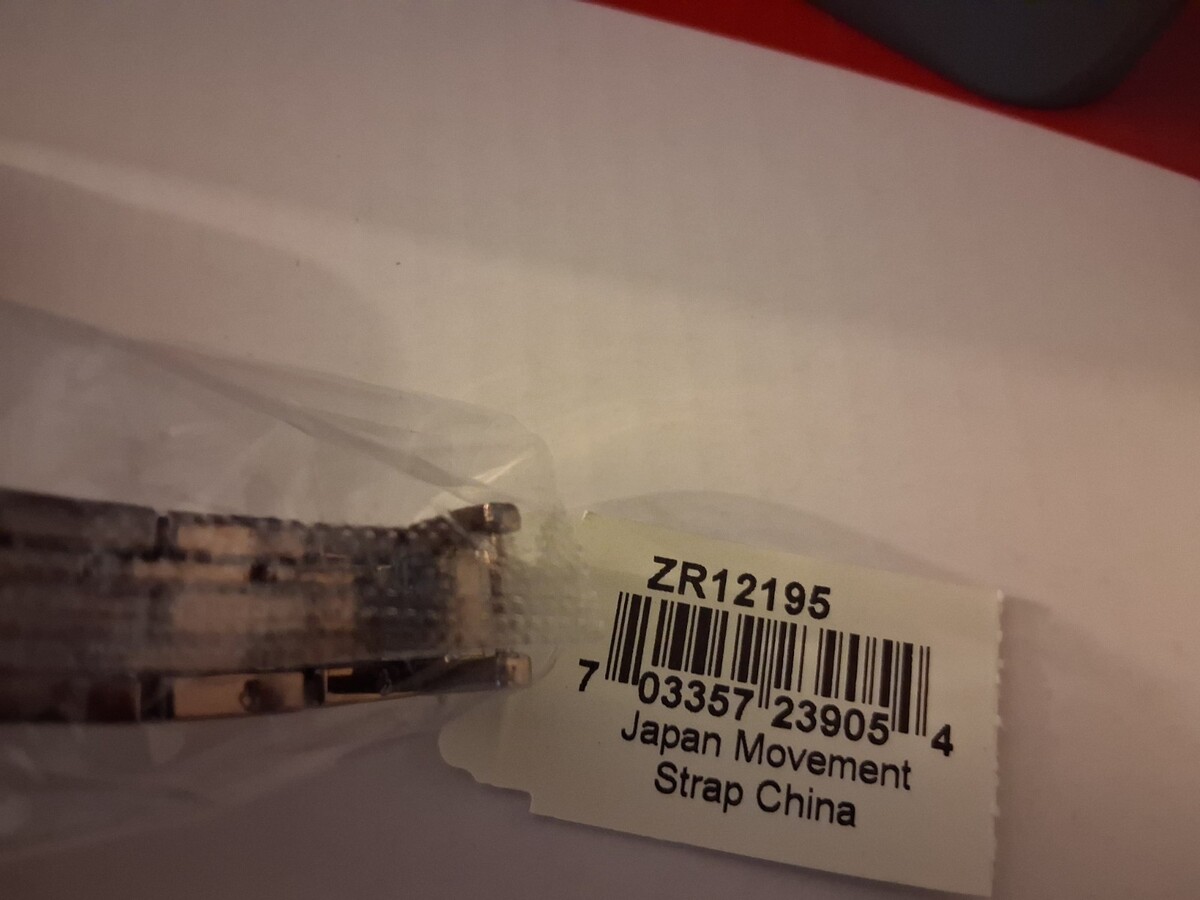 ZR12195
7 03357 23905 4
Japan Movement
Strap China